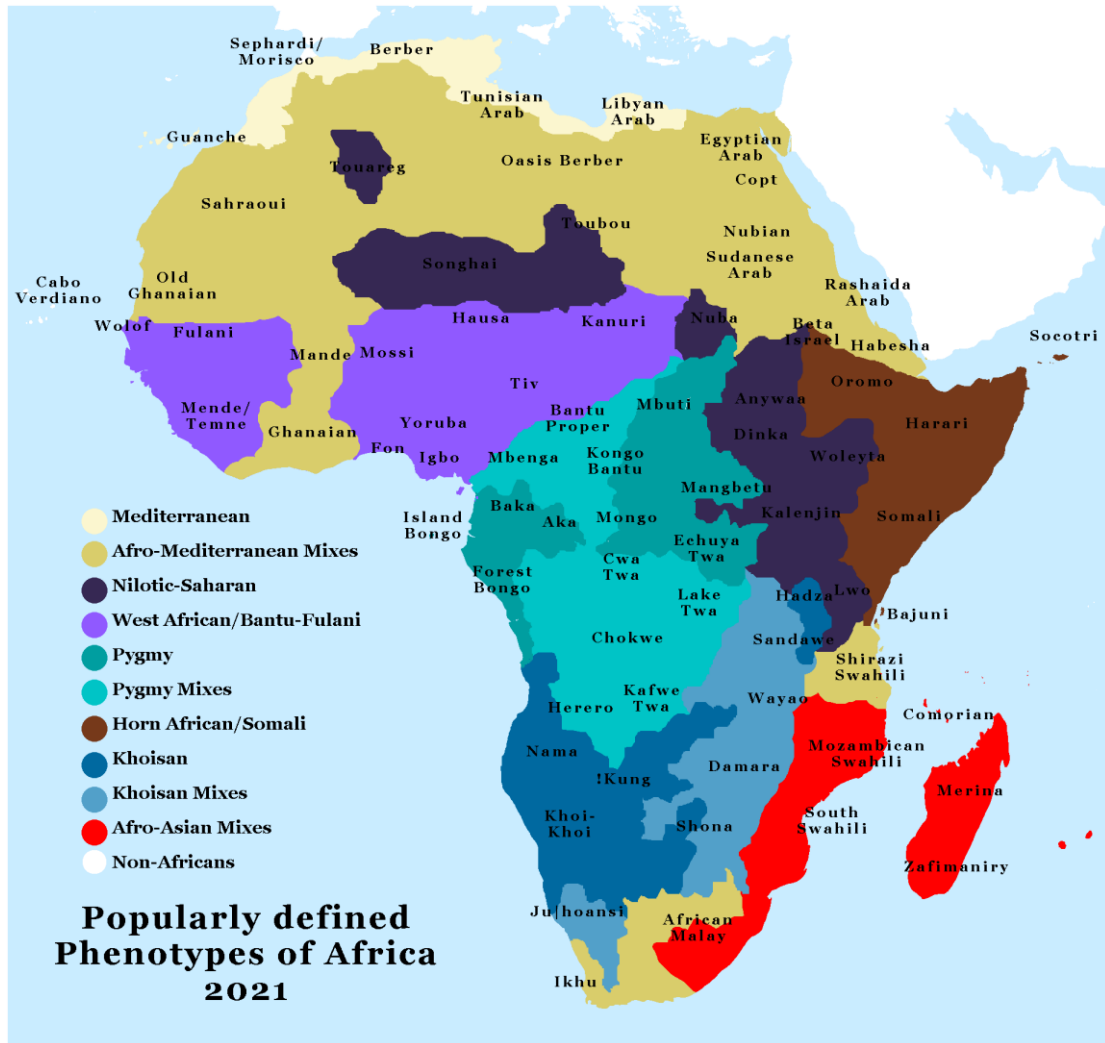 Sephardi/
Morisco
Berber
Tunisian
Arab
Libyan
Arab
Guanche
Egyptian
Arab
Touareg
Oasis Berber
Copt
Sahraoui
Toubou
Nubian
Songhai
Sudanese
Arab
Cabo
Verdiano
Old
Ghanaian
Rashaida
Arab
Wolof
Fulani
Hausa
Kanuri
Nuba
Beta
Israel
Habesha
Socotri
Mande
Mossi
Oromo
Tiv
Mbuti
Anywaa
Mende/
Temne
Harari
Ghanaian
Yoruba
Bantu
Proper
Dinka
Fon
Igbo
Mbenga
Kongo
Bantu
Woleyta
Mangbetu
Baka
Island
Bongo
Aka
Mongo
Kalenjin
Somali
Echuya
Twa
Forest
Bongo
Cwa
Twa
Lake
Twa
Hadza
Lwo
Bajuni
Chokwe
Sandawe
Shirazi
Swahili
Herero
Kafwe
Twa
Wayao
Comorian
Nama
!Kung
Damara
Mozambican
Swahili
Merina
Khoi-
Khoi
Shona
South
Swahili
Zafimaniry
Ju|hoansi
African
Malay
Ikhu
Mediterranean
Afro-Mediterranean Mixes
Nilotic-Saharan
West African/Bantu-Fulani
Pygmy
Pygmy Mixes
Horn African/Somali
Khoisan
Khoisan Mixes
Afro-Asian Mixes
Non-Africans
Popularly defined
Phenotypes of Africa
2021